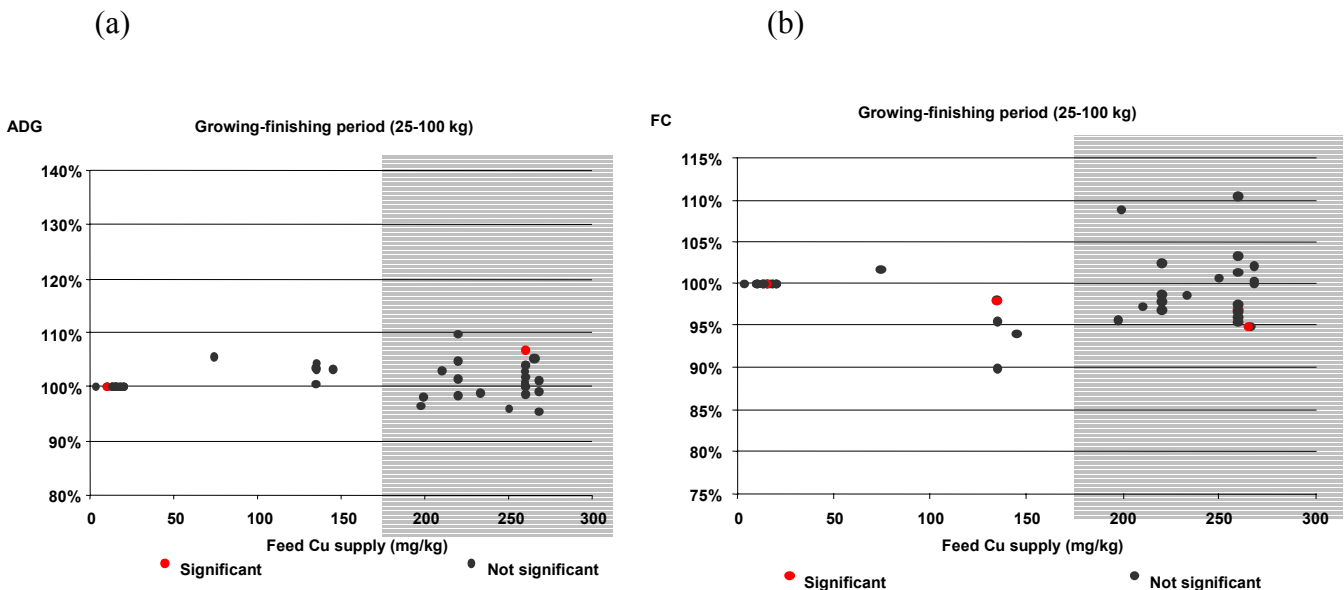 (a)
(b)
ADG
Growing-finishing period (25-100 kg)
140%
130%
120%
110%
100%
90%
80%
0 50 100 150 200 250 300
Feed Cu supply (mg/kg)
Significant Not significant
FC
Growing-finishing period (25-100 kg)
115%
110%
105%
100%
95%
90%
85%
80%
75%
0 50 100 150 200 250 300
Feed Cu supply (mg/kg)
Significant Not significant